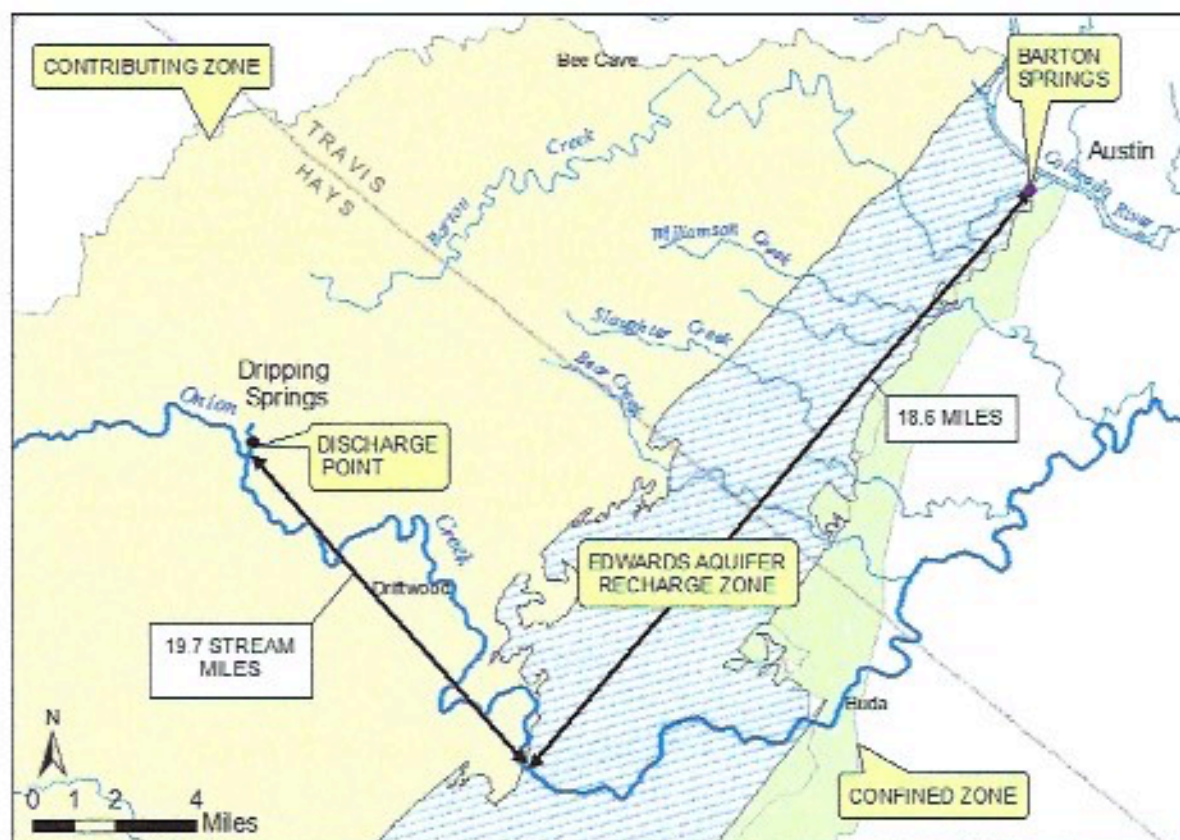 CONTRIBUTING ZONE
Bee Cave
BARTON
SPRINGS
TRAVIS
HAYS
Creek
Barton
Austin
Colorado River
Williamson
Creek
Slaughter Creek
Bear Creek
Dripping
Springs
Onion
DISCHARGE
POINT
18.6 MILES
Creek
EDWARDS AQUIFER
RECHARGE ZONE
Driftwood
19.7 STREAM
MILES
Buda
N
0 1 2 4
Miles
CONFINED ZONE